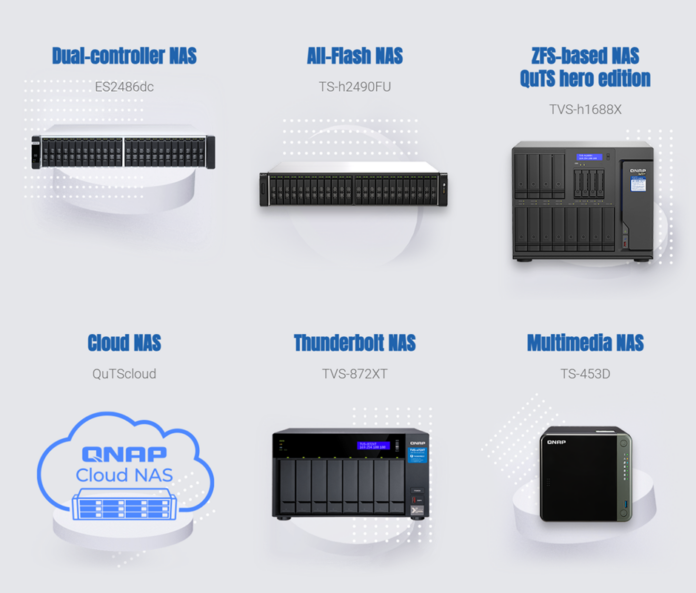 Dual-controller NAS
ES2486dc
All-Flash NAS
TS-h2490FU
ZFS-based NAS
QuTS hero edition
TVS-h1688X
QNAP
Cloud NAS
QuTScloud
QNAP
Cloud NAS
Thunderbolt NAS
TVS-872XT
QNAP
Multimedia NAS
TS-453D
QNAP